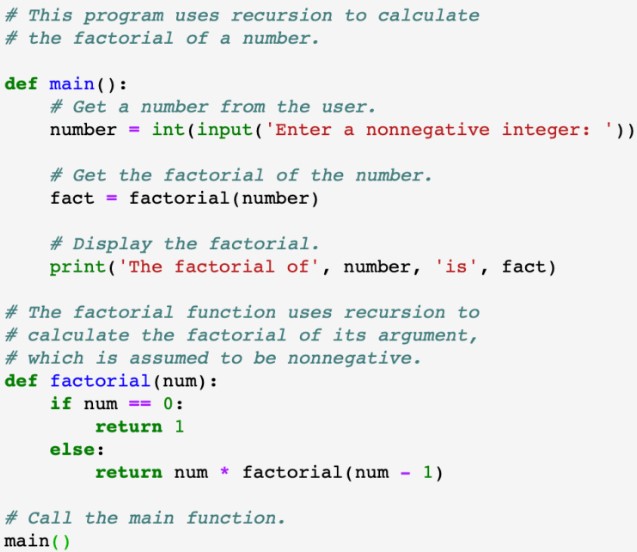 # This program uses recursion to calculate
# the factorial of a number.

def main():
    # Get a number from the user.
    number = int(input('Enter a nonnegative integer: '))

    # Get the factorial of the number.
    fact = factorial(number)

    # Display the factorial.
    print('The factorial of', number, 'is', fact)

# The factorial function uses recursion to
# calculate the factorial of its argument,
# which is assumed to be nonnegative.
def factorial(num):
    if num == 0:
        return 1
    else:
        return num * factorial(num - 1)

# Call the main function.
main()